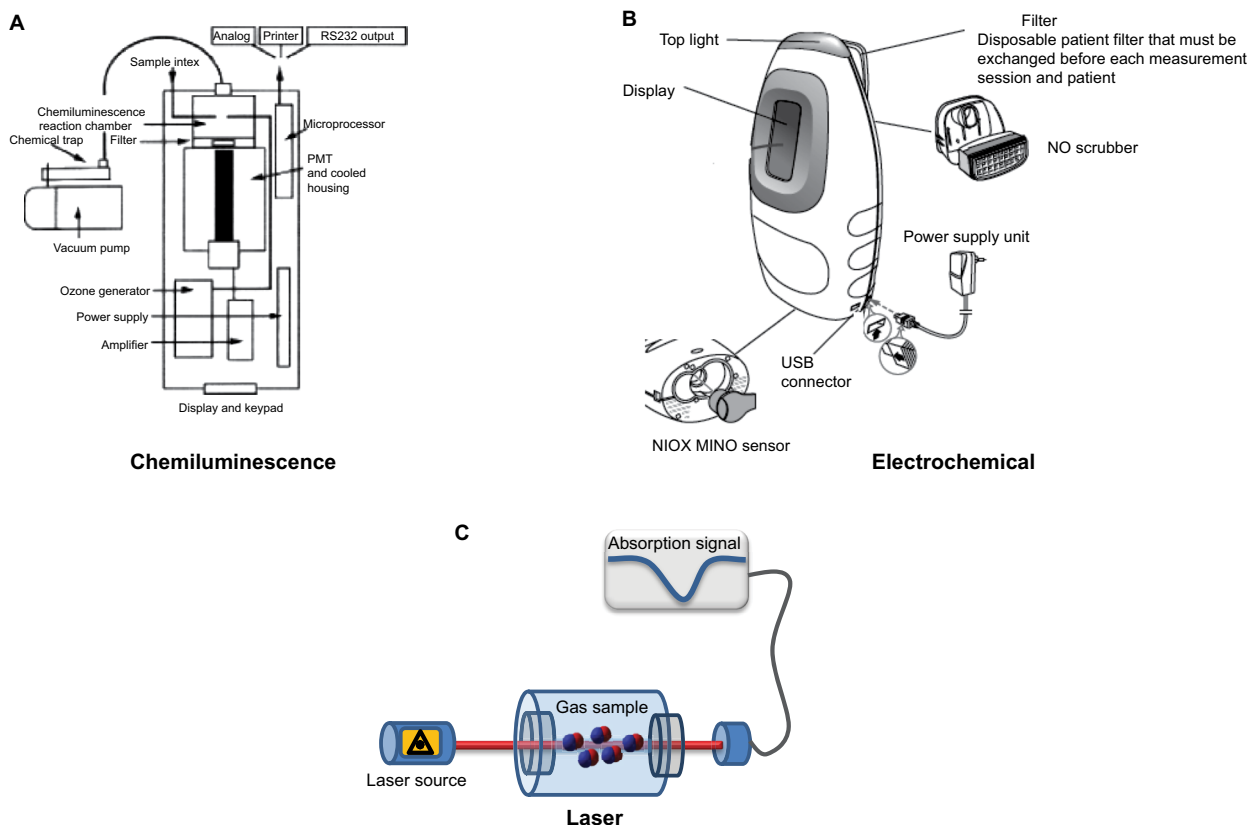 A
Analog
Printer
RS232 output
Sample intex
Chemiluminescence
reaction chamber
Chemical trap
Filter
Microprocessor
PMT
and cooled
housing
Vacuum pump
Ozone generator
Power supply
Amplifier
Display and keypad
Chemiluminescence
B
Top light
Display
Filter
Disposable patient filter that must be
exchanged before each measurement
session and patient
NO scrubber
Power supply unit
USB
connector
NIOX MINO sensor
Electrochemical
C
Absorption signal
Gas sample
Laser source
Laser